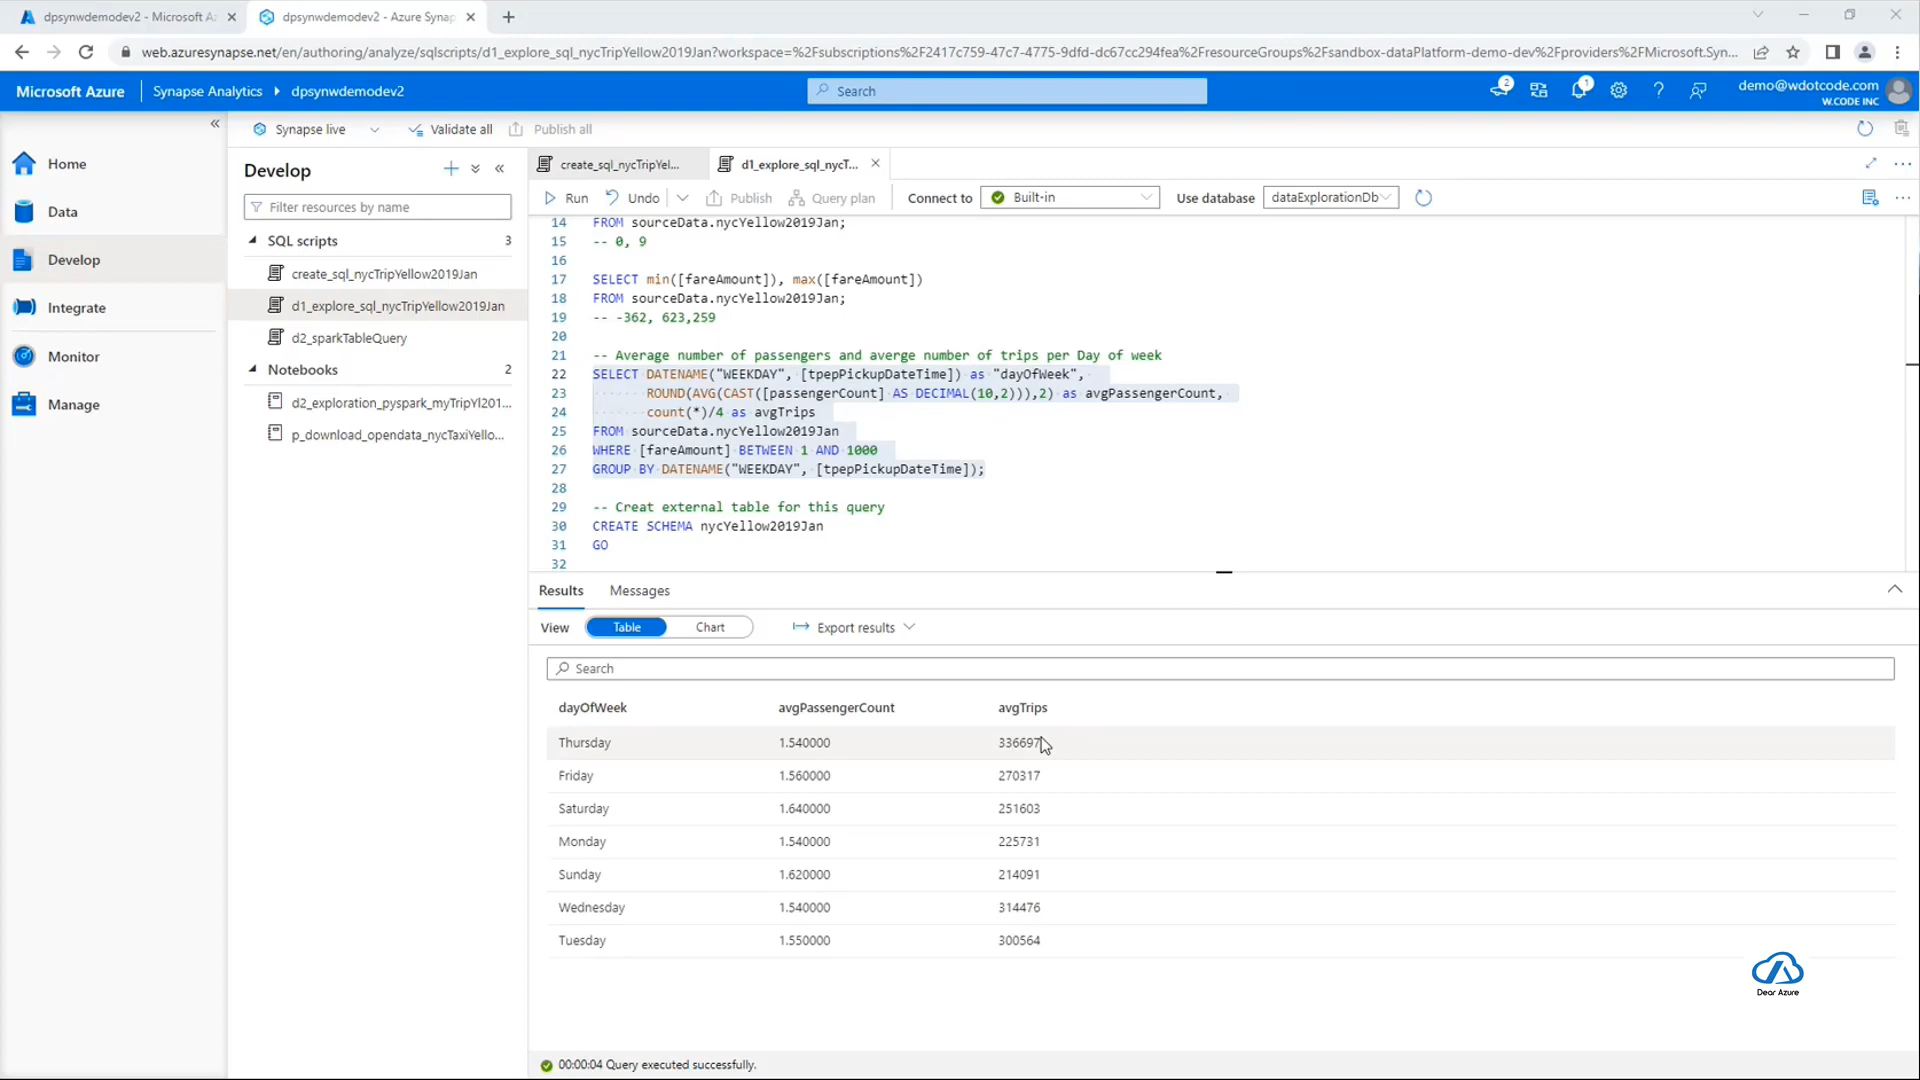 dpsynwdemodev2 - Microsoft Az
dpsynwdemodev2 - Azure Synap
web.azuresynapse.net/en/authoring/analyze/sqlscripts/d1_explore_sql_nycTripYellow2019Jan?workspace=%2Fsubscriptions%2F2417c759-47c7-4775-9dfd-dc67cc294fea%2FresourceGroups%2Fsandbox-dataPlatform-demo-dev%2Fproviders%2FMicrosoft.Syn...
Microsoft Azure
Synapse Analytics
dpsynwdemodev2
Search
2
1
?
demo@wdotcode.com
W.CODE INC
Synapse live
Validate all
Publish all
Home
Data
Develop
Integrate
Monitor
Manage
Develop
Filter resources by name
SQL scripts 3
create_sql_nycTripYellow2019Jan
d1_explore_sql_nycTripYellow2019Jan
d2_sparkTableQuery
Notebooks 2
d2_exploration_pyspark_myTripYl201...
p_download_opendata_nycTaxiYello...
create_sql_nycTripYel...
d1_explore_sql_nycT...
Run Undo Publish Query plan Connect to Built-in Use database dataExplorationDb
14 FROM sourceData.nycYellow2019Jan;
15 -- 0, 9
16
17 SELECT min([fareAmount]), max([fareAmount])
18 FROM sourceData.nycYellow2019Jan;
19 -- -362, 623,259
20
21 -- Average number of passengers and averge number of trips per Day of week
22 SELECT DATENAME("WEEKDAY", [tpepPickupDateTime]) as "dayOfWeek",
23 ROUND(AVG(CAST([passengerCount] AS DECIMAL(10,2))),2) as avgPassengerCount,
24 count(*)/4 as avgTrips
25 FROM sourceData.nycYellow2019Jan
26 WHERE [fareAmount] BETWEEN 1 AND 1000
27 GROUP BY DATENAME("WEEKDAY", [tpepPickupDateTime]);
28
29 -- Creat external table for this query
30 CREATE SCHEMA nycYellow2019Jan
31 GO
32
Results Messages
View Table Chart Export results
Search
dayOfWeek avgPassengerCount avgTrips
Thursday 1.540000 336697
Friday 1.560000 270317
Saturday 1.640000 251603
Monday 1.540000 225731
Sunday 1.620000 214091
Wednesday 1.540000 314476
Tuesday 1.550000 300564
Dear Azure
00:00:04 Query executed successfully.